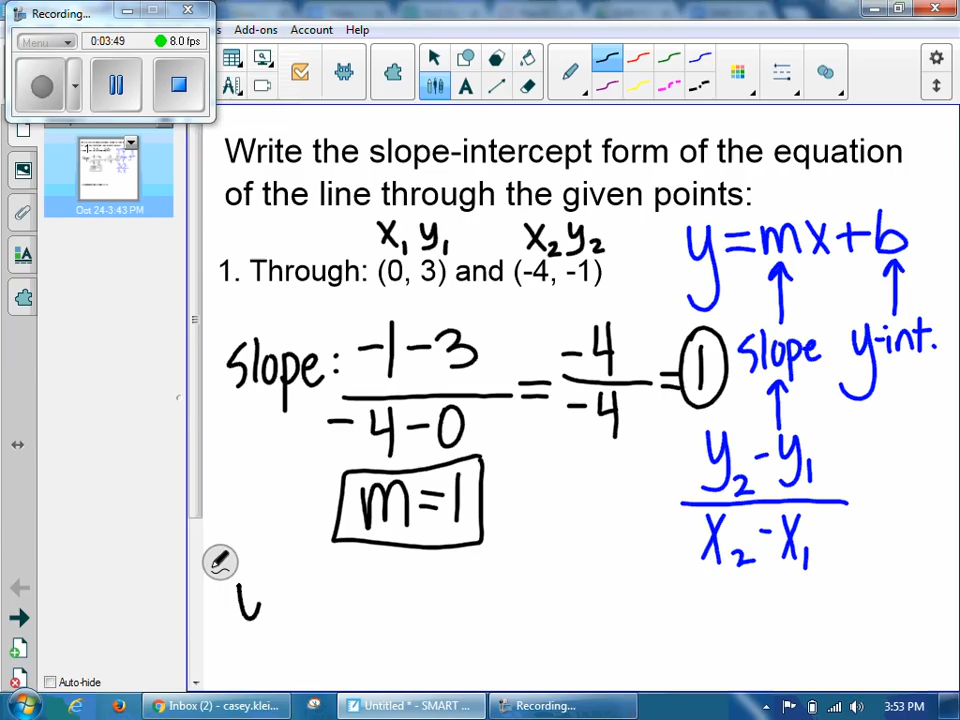 Recording...
Menu
0:03:49
8.0 fps
s Add-ons Account Help
Oct 24-3:43 PM
Write the slope-intercept form of the equation
of the line through the given points:
x₁ y₁ x₂ y₂
y=mx+b
1. Through: (0, 3) and (-4, -1)
slope y-int.
slope: -1-3 / -4-0 = -4 / -4 = 1
y₂-y₁
x₂-x₁
m=1
Auto-hide
Inbox (2) - casey.klei...
Untitled * - SMART ...
Recording...
3:53 PM